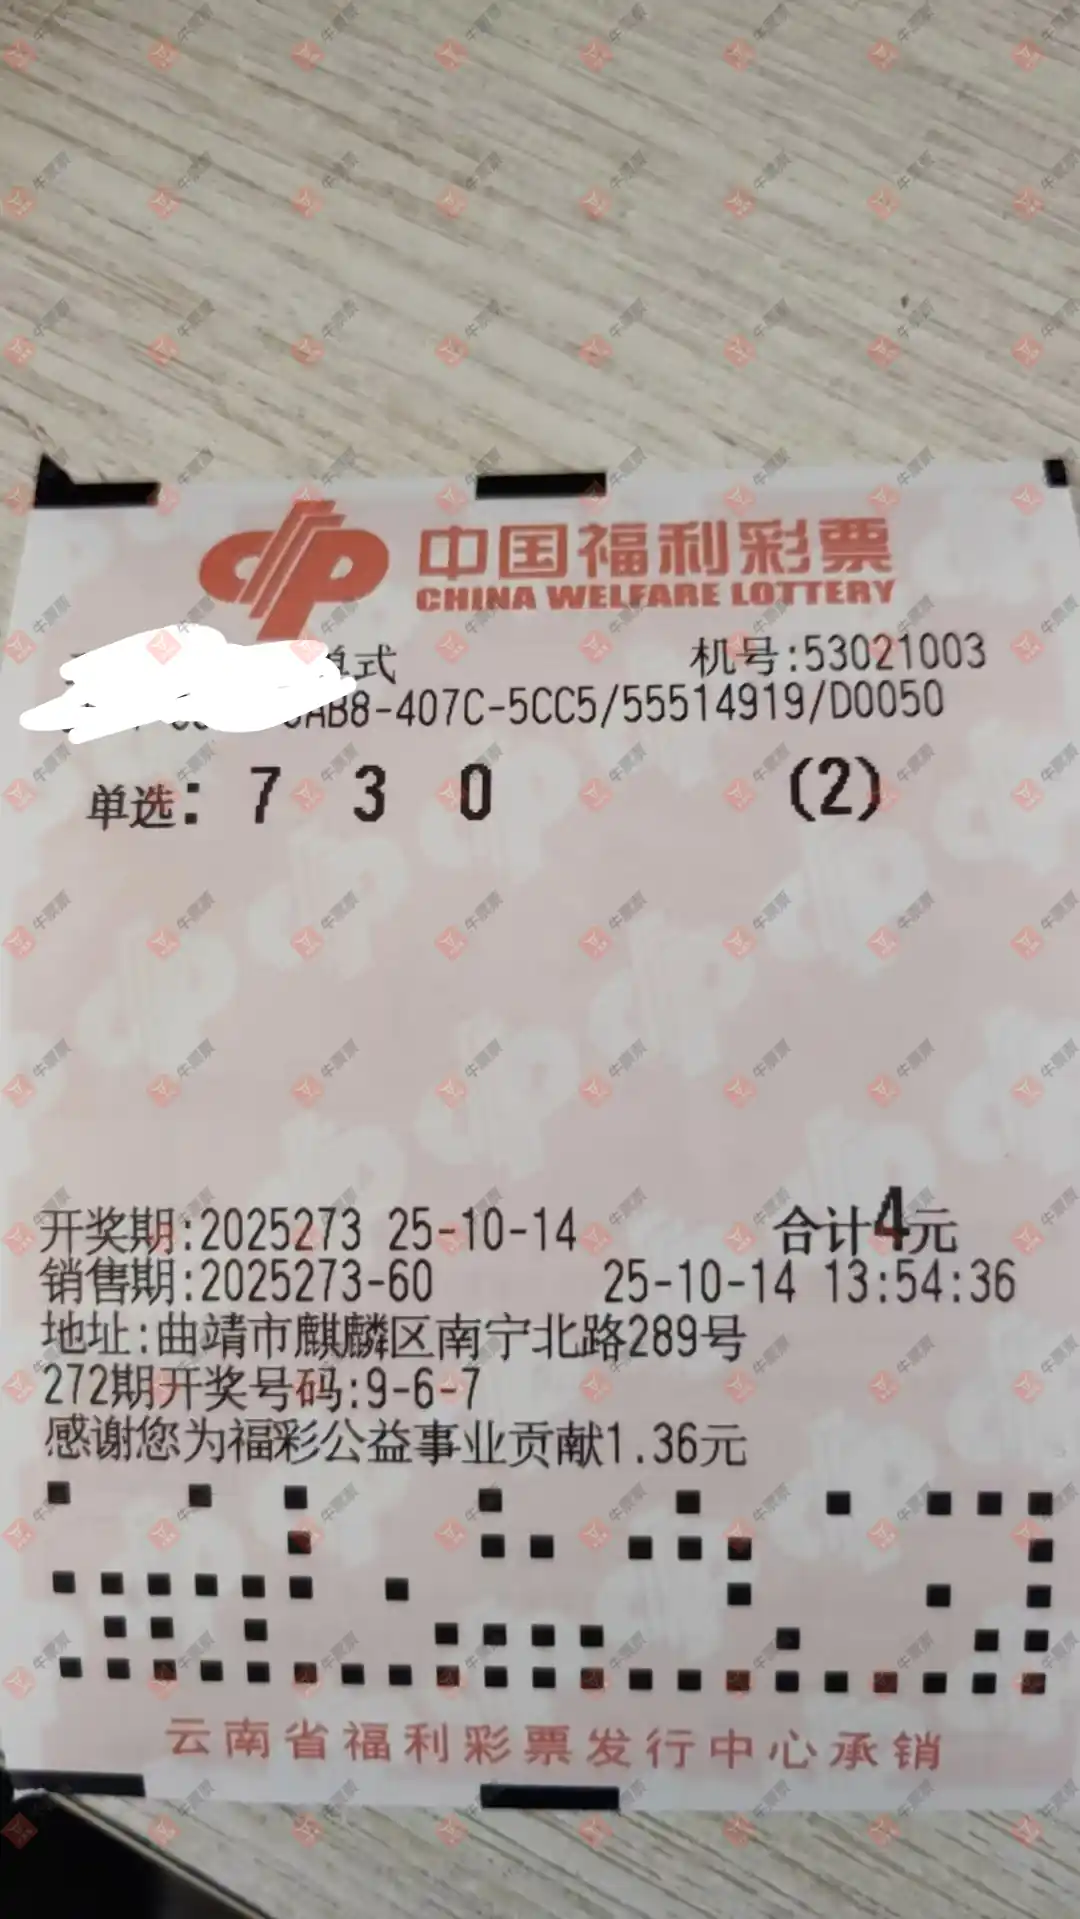 中国福利彩票
CHINA WELFARE LOTTERY
单式 机号:53021003
AB8-407C-5CC5/55514919/D0050
单选: 7 3 0 (2)
开奖期:2025273 25-10-14 合计4元
销售期:2025273-60 25-10-14 13:54:36
地址:曲靖市麒麟区南宁北路289号
272期开奖号码:9-6-7
感谢您为福彩公益事业贡献1.36元
云南省福利彩票发行中心承销
牛票票